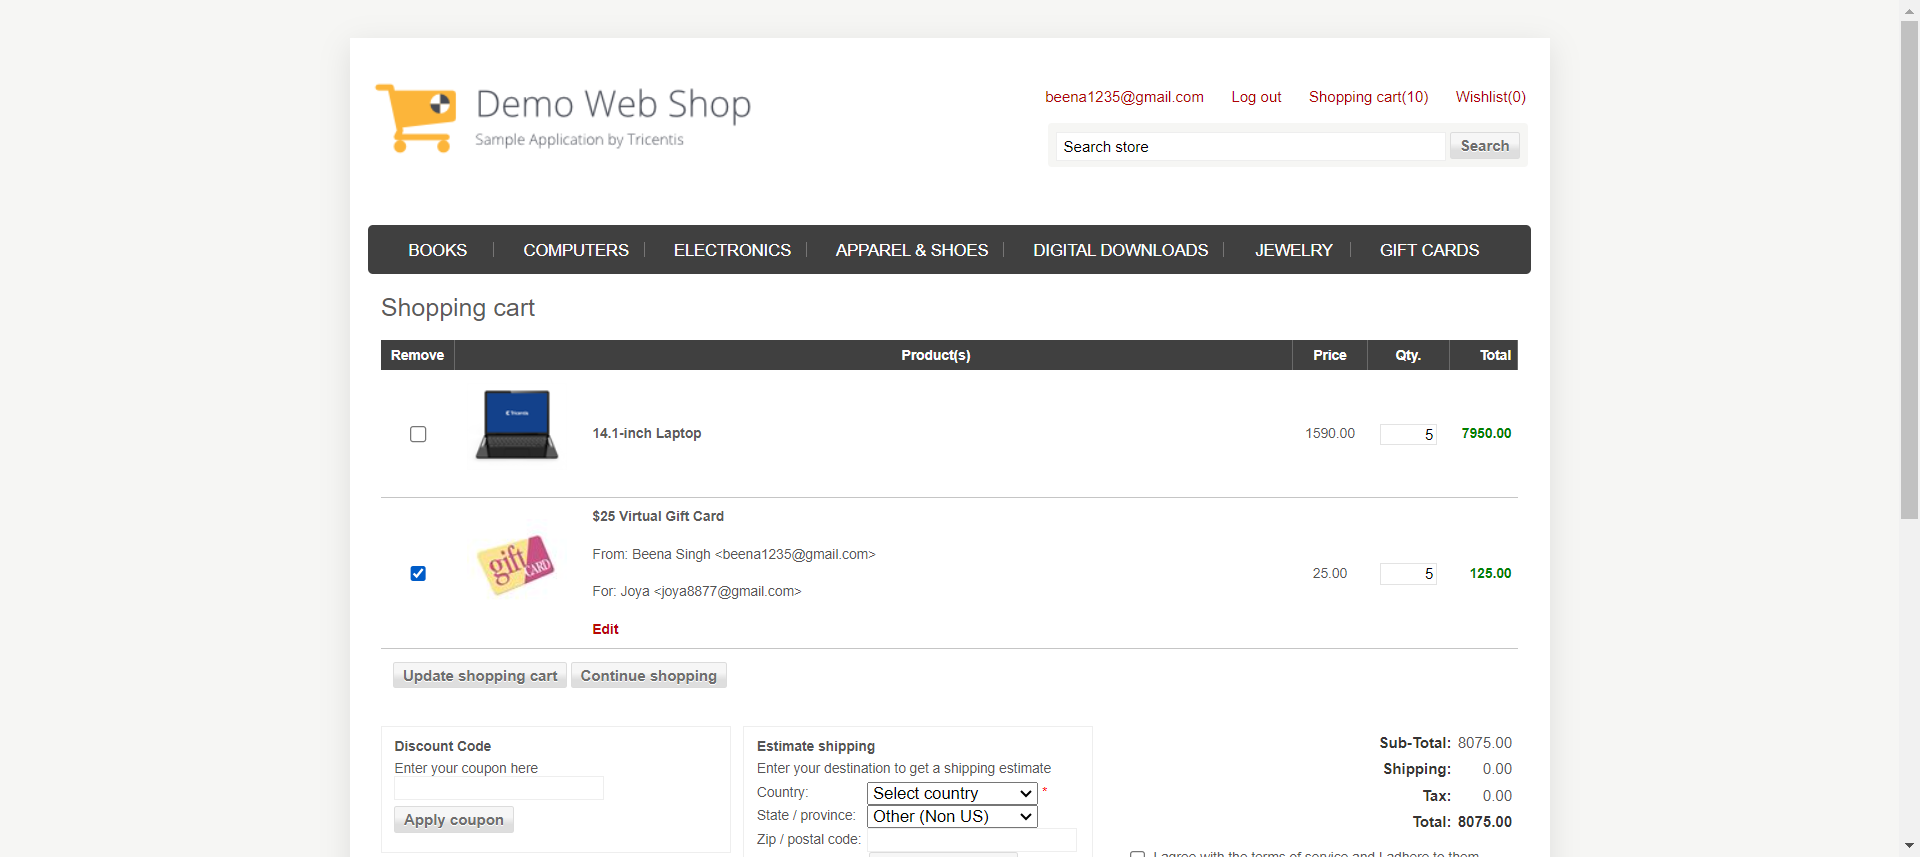 Demo Web Shop
Sample Application by Tricentis
beena1235@gmail.com Log out Shopping cart(10) Wishlist(0)
Search store Search
BOOKS COMPUTERS ELECTRONICS APPAREL & SHOES DIGITAL DOWNLOADS JEWELRY GIFT CARDS
Shopping cart
Remove Product(s) Price Qty. Total
Tricentis
14.1-inch Laptop 1590.00 5 7950.00
$25 Virtual Gift Card
gift CARD
From: Beena Singh <beena1235@gmail.com>
For: Joya <joya8877@gmail.com>
25.00 5 125.00
Edit
Update shopping cart Continue shopping
Discount Code
Enter your coupon here
Apply coupon
Estimate shipping
Enter your destination to get a shipping estimate
Country: Select country *
State / province: Other (Non US)
Zip / postal code:
Sub-Total: 8075.00
Shipping: 0.00
Tax: 0.00
Total: 8075.00
I agree with the terms of service and I adhere to them